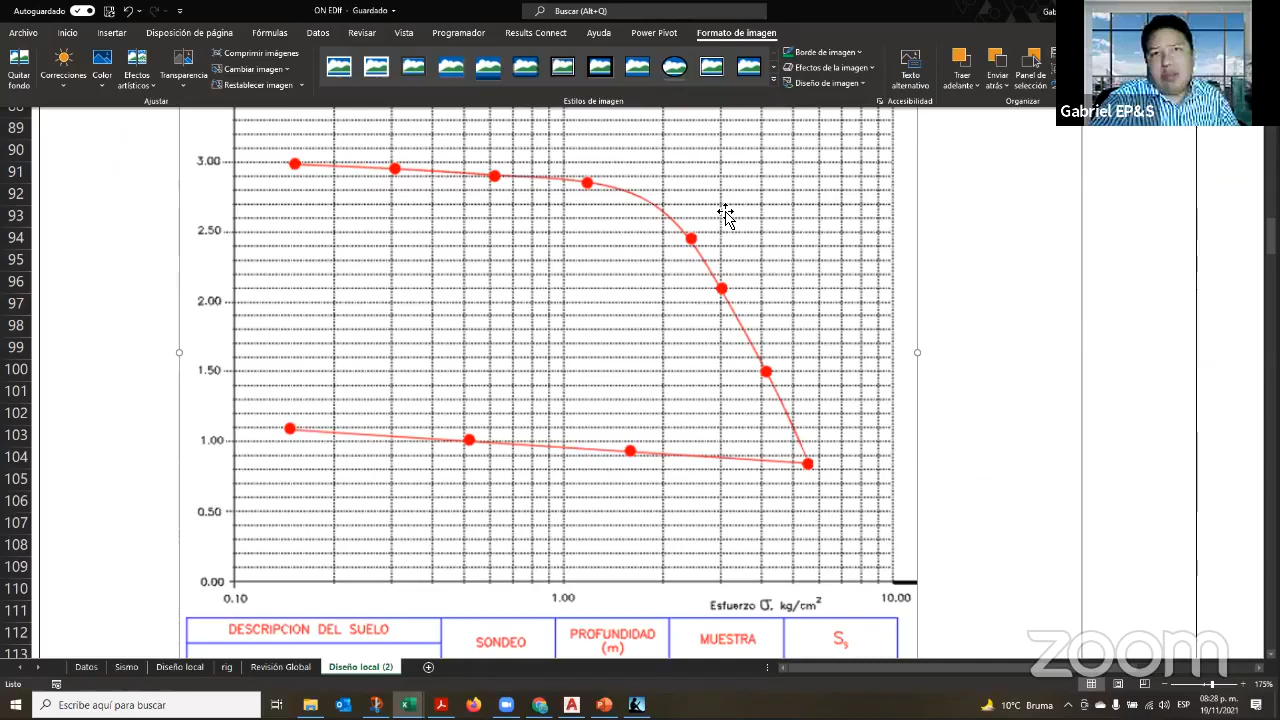 Autoguardado
ON EDIf - Guardado
Buscar (Alt+Q)
Archivo Inicio Insertar Disposición de página Fórmulas Datos Revisar Vista Programador Results Connect Ayuda Power Pivot Formato de imagen
Quitar fondo
Correcciones
Color
Efectos artísticos
Transparencia
Comprimir imágenes
Cambiar imagen
Restablecer imagen
Borde de imagen
Efectos de la imagen
Diseño de imagen
Texto alternativo
Traer adelante
Enviar atrás
Panel de selección
Ajustar
Estilos de imagen
Accesibilidad
Organizar
Gabriel EP&S
89
90
91
92
93
94
95
96
97
98
99
100
101
102
103
104
105
106
107
108
109
110
111
112
113
3.00
2.50
2.00
1.50
1.00
0.50
0.00
0.10 1.00 10.00
Esfuerzo σ, kg/cm²
DESCRIPCION DEL SUELO
SONDEO
PROFUNDIDAD
(m)
MUESTRA
Ss
zoom
Datos Sismo Diseño local rig Revisión Global Diseño local (2)
Listo
175%
Escribe aquí para buscar
10°C Bruma
ESP
08:28 p. m.
19/11/2021